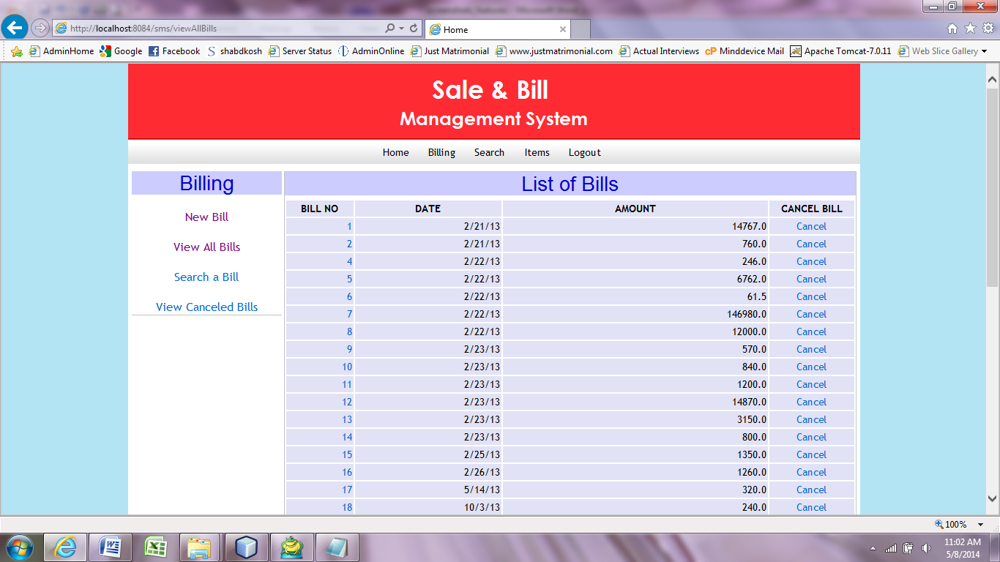 http://localhost:8084/sms/viewAllBills
Home
AdminHome Google Facebook shabdkosh Server Status AdminOnline Just Matrimonial www.justmatrimonial.com Actual Interviews cP Minddevice Mail Apache Tomcat-7.0.11 Web Slice Gallery
Sale & Bill
Management System
Home Billing Search Items Logout
Billing
New Bill
View All Bills
Search a Bill
View Canceled Bills
List of Bills
BILL NO DATE AMOUNT CANCEL BILL
1 2/21/13 14767.0 Cancel
2 2/21/13 760.0 Cancel
4 2/22/13 246.0 Cancel
5 2/22/13 6762.0 Cancel
6 2/22/13 61.5 Cancel
7 2/22/13 146980.0 Cancel
8 2/22/13 12000.0 Cancel
9 2/23/13 570.0 Cancel
10 2/23/13 840.0 Cancel
11 2/23/13 1200.0 Cancel
12 2/23/13 14870.0 Cancel
13 2/23/13 3150.0 Cancel
14 2/23/13 800.0 Cancel
15 2/25/13 1350.0 Cancel
16 2/26/13 1260.0 Cancel
17 5/14/13 320.0 Cancel
18 10/3/13 240.0 Cancel
100%
11:02 AM
5/8/2014